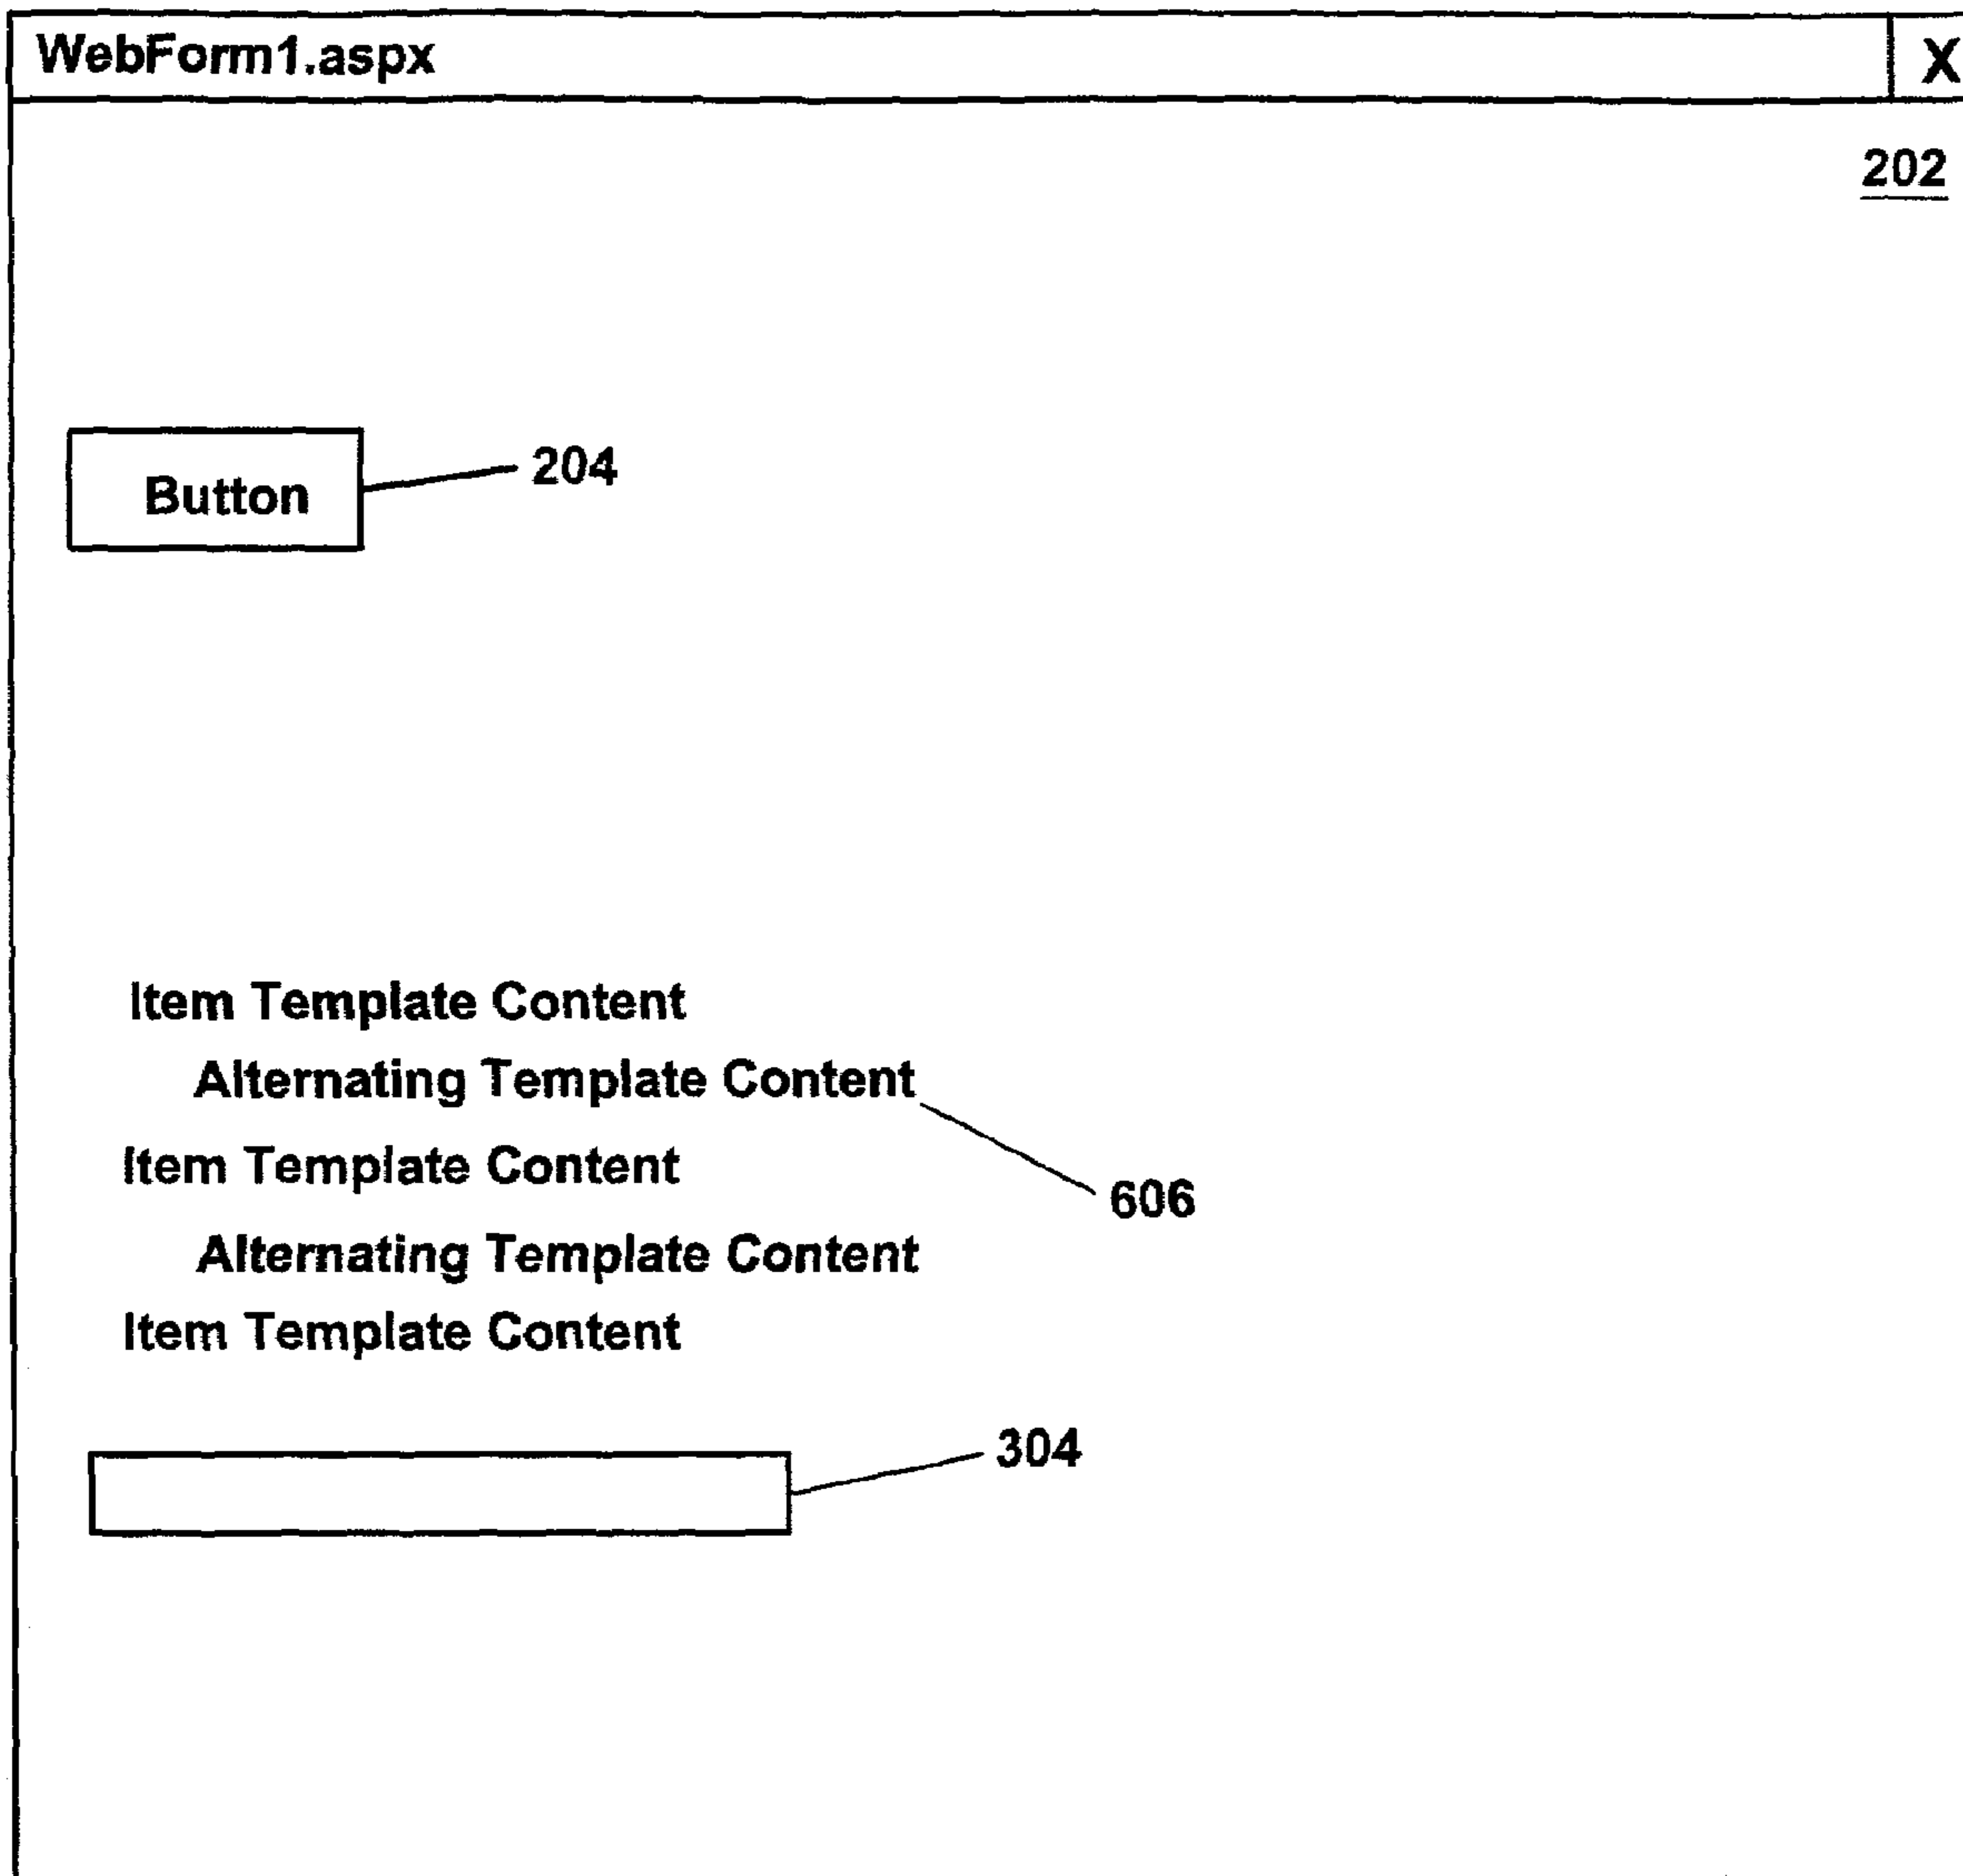 WebForm1.aspx X
202
204
Button
Item Template Content
Alternating Template Content
Item Template Content
606
Alternating Template Content
Item Template Content
304